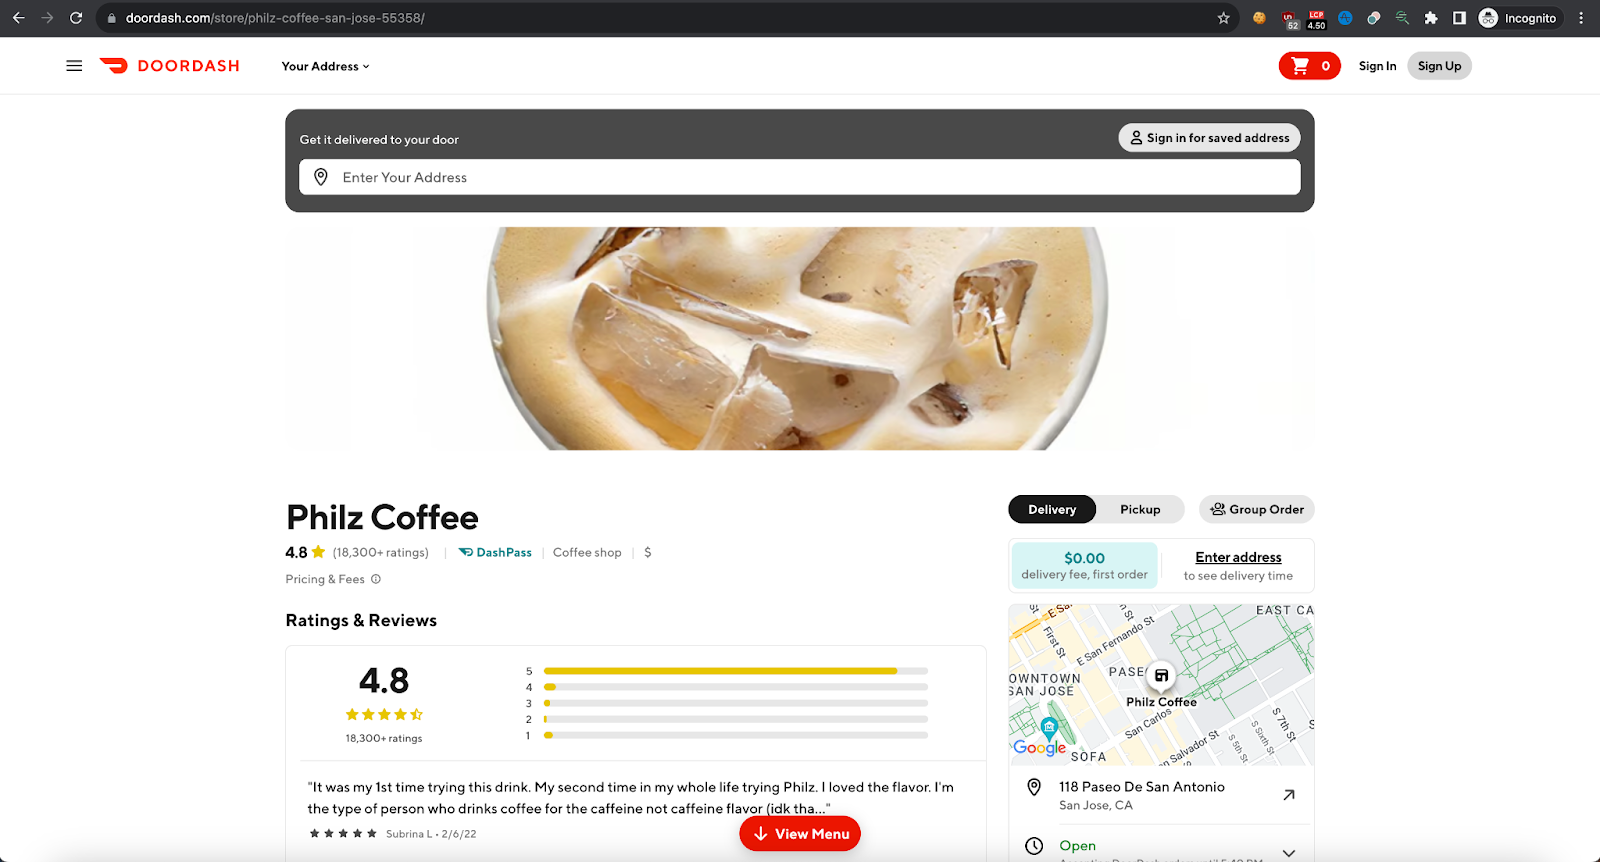 doordash.com/store/philz-coffee-san-jose-55358/
52
LCP
4.50
Incognito
DOORDASH
Your Address
0
Sign In
Sign Up
Get it delivered to your door
Sign in for saved address
Enter Your Address
Philz Coffee
4.8 (18,300+ ratings) | DashPass | Coffee shop | $
Pricing & Fees
Delivery
Pickup
Group Order
$0.00
delivery fee, first order
Enter address
to see delivery time
Ratings & Reviews
4.8
18,300+ ratings
5
4
3
2
1
"It was my 1st time trying this drink. My second time in my whole life trying Philz. I loved the flavor. I'm
the type of person who drinks coffee for the caffeine not caffeine flavor (idk tha..."
Subrina L • 2/6/22
View Menu
EAST CA
First St
E San Fernando St
PASE
OWNTOWN
SAN JOSE
Philz Coffee
San Carlos
S 7th St
S Sixth St
S 5th St
Salvador St
Google
SOFA
118 Paseo De San Antonio
San Jose, CA
Open